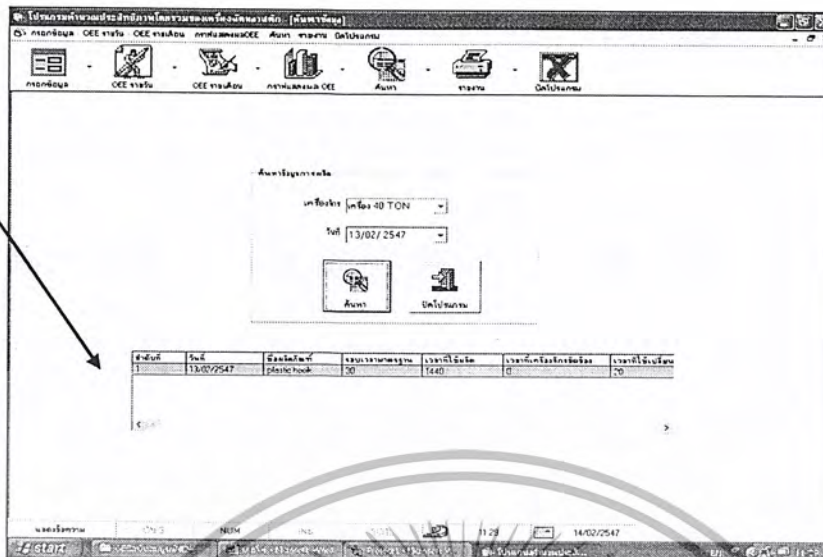 โปรแกรมคำนวณประสิทธิภาพโดยรวมของเครื่องฉีดพลาสติก - [ค้นหาข้อมูล]
กรอกข้อมูล OEE รายวัน OEE รายเดือน กราฟแสดงผลOEE ค้นหา รายงาน ปิดโปรแกรม
กรอกข้อมูล OEE รายวัน OEE รายเดือน กราฟแสดงผล OEE ค้นหา รายงาน ปิดโปรแกรม
ค้นหาข้อมูลการผลิต
เครื่องจักร เครื่อง 40 TON
วันที่ 13/02/ 2547
ค้นหา ปิดโปรแกรม
ลำดับที่ วันที่ ชื่อผลิตภัณฑ์ รอบเวลามาตรฐาน เวลาที่ใช้ผลิต เวลาที่เครื่องจักรขัดข้อง เวลาที่ใช้เปลี่ยน
1 13/02/2547 plastic hook 30 1440 0 20
แสดงข้อความ NUM INS 11:29 14/02/2547
start